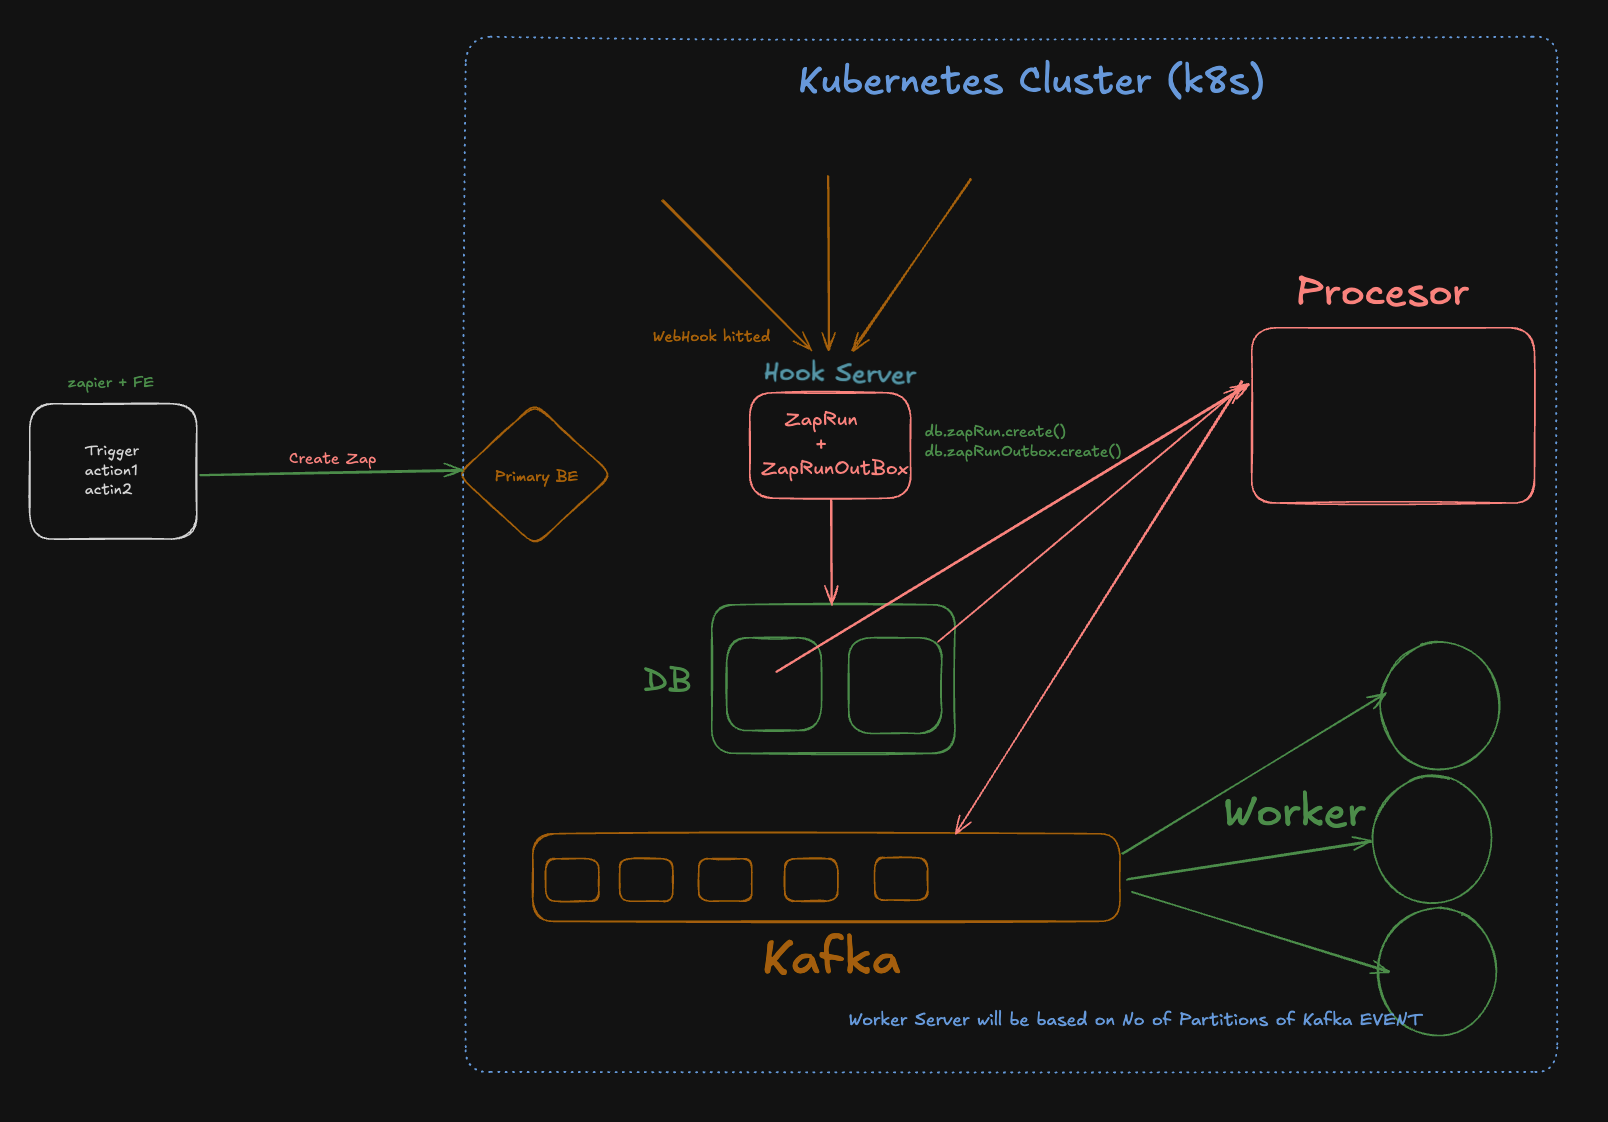 Kubernetes Cluster (k8s)
WebHook hitted
Hook Server
ZapRun
+
ZapRunOutBox
db.zapRun.create()
db.zapRunOutbox.create()
Procesor
zapier + FE
Trigger
action1
actin2
Create Zap
Primary BE
DB
Worker
Kafka
Worker Server will be based on No of Partitions of Kafka EVENT